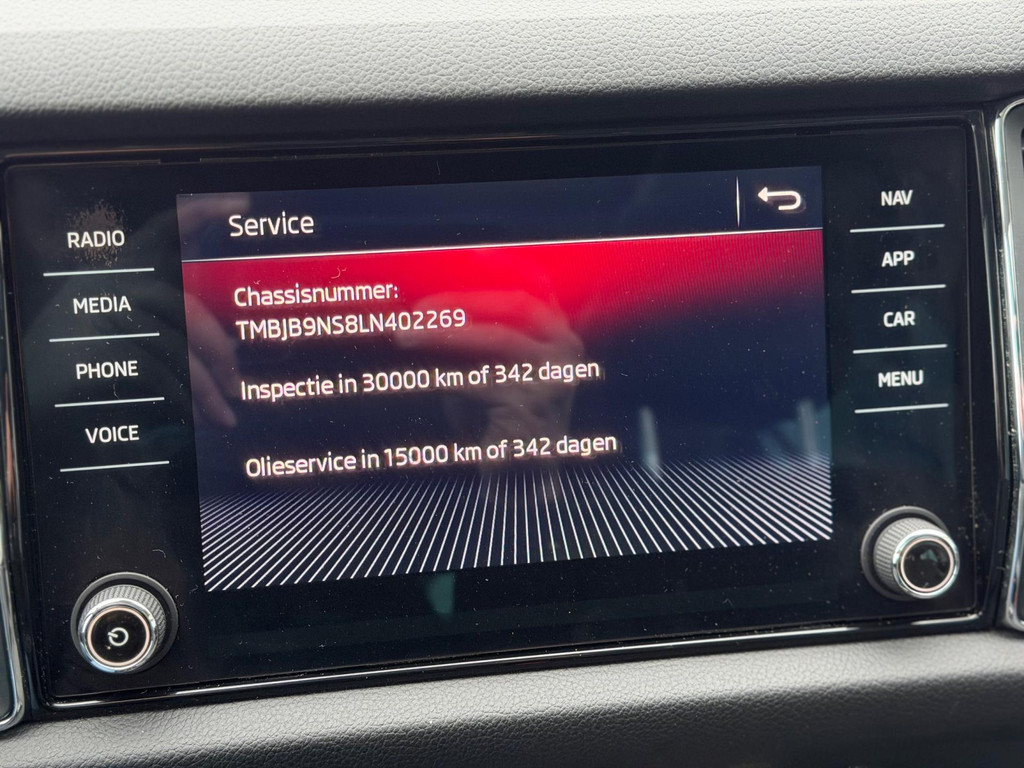 Service
Chassisnummer:
TMBJB9NS8LN402269
Inspectie in 30000 km of 342 dagen
Olieservice in 15000 km of 342 dagen
RADIO
MEDIA
PHONE
VOICE
NAV
APP
CAR
MENU